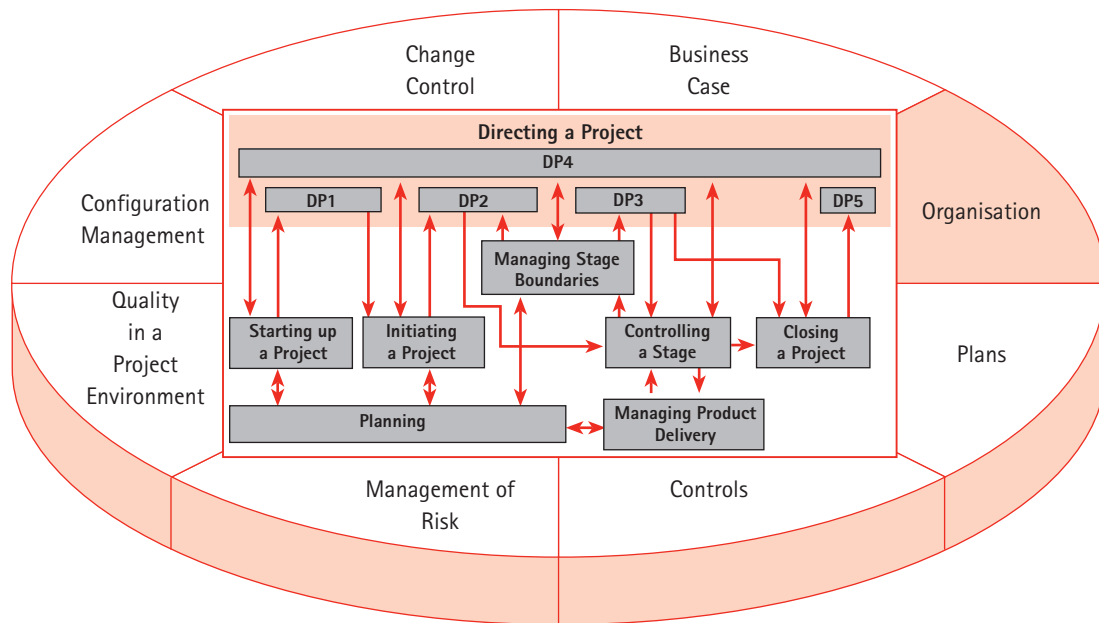 Change
Control
Business
Case
Directing a Project
DP4
DP1
DP2
DP3
DP5
Configuration
Management
Organisation
Managing Stage
Boundaries
Quality
in a
Project
Environment
Starting up
a Project
Initiating
a Project
Controlling
a Stage
Closing
a Project
Plans
Planning
Managing Product
Delivery
Management of
Risk
Controls